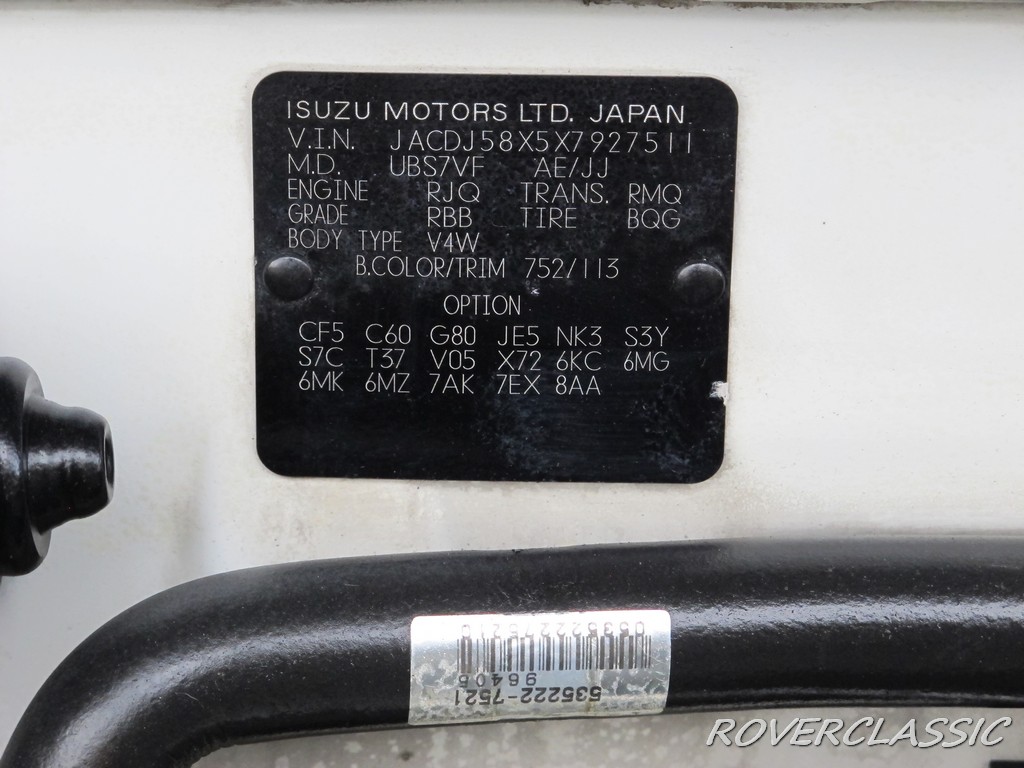 ISUZU MOTORS LTD. JAPAN
V.I.N. JACDJ58X5X7927511
M.D. UBS7VF AE/JJ
ENGINE RJQ TRANS. RMQ
GRADE RBB TIRE BQG
BODY TYPE V4W
B.COLOR/TRIM 752/113
OPTION
CF5 C60 G80 JE5 NK3 S3Y
S7C T37 V05 X72 6KC 6MG
6MK 6MZ 7AK 7EX 8AA
535222-7521
96406
ROVERCLASSIC